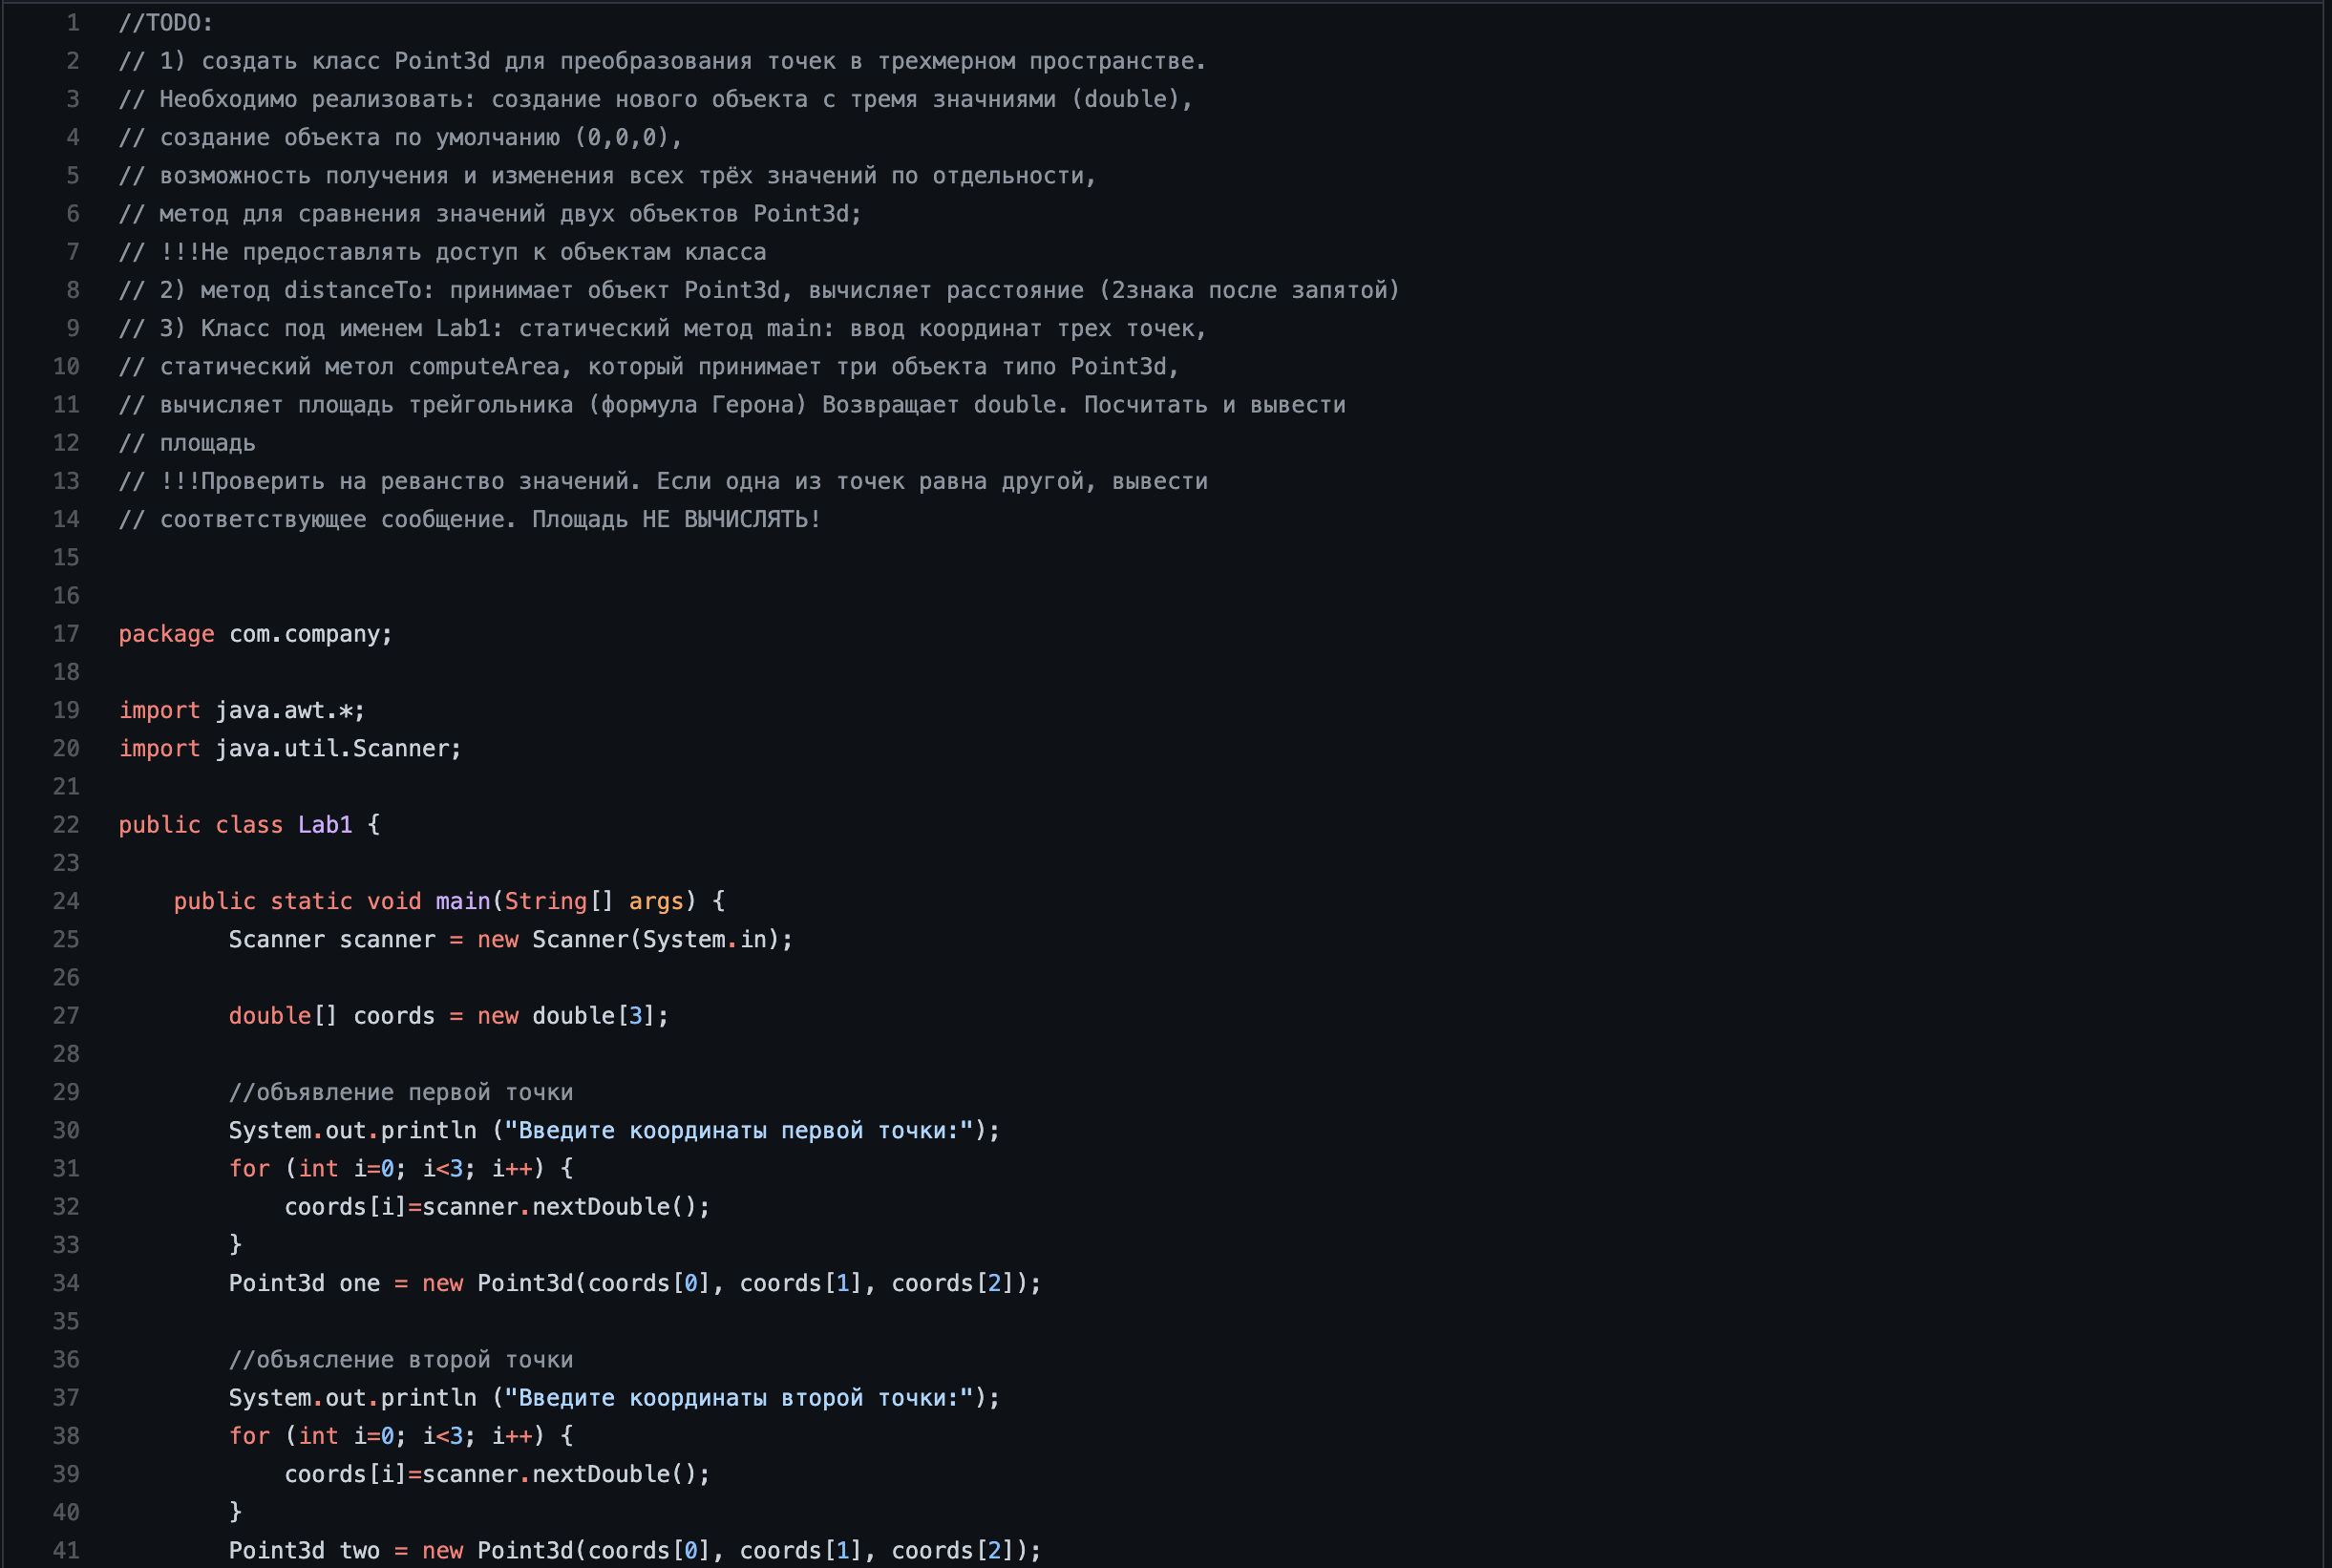 1 //TODO:
2 // 1) создать класс Point3d для преобразования точек в трехмерном пространстве.
3 // Необходимо реализовать: создание нового объекта с тремя значниями (double),
4 // создание объекта по умолчанию (0,0,0),
5 // возможность получения и изменения всех трёх значений по отдельности,
6 // метод для сравнения значений двух объектов Point3d;
7 // !!!Не предоставлять доступ к объектам класса
8 // 2) метод distanceTo: принимает объект Point3d, вычисляет расстояние (2знака после запятой)
9 // 3) Класс под именем Lab1: статический метод main: ввод координат трех точек,
10 // статический метол computeArea, который принимает три объекта типо Point3d,
11 // вычисляет площадь трейгольника (формула Герона) Возвращает double. Посчитать и вывести
12 // площадь
13 // !!!Проверить на реванство значений. Если одна из точек равна другой, вывести
14 // соответствующее сообщение. Площадь НЕ ВЫЧИСЛЯТЬ!
15
16
17 package com.company;
18
19 import java.awt.*;
20 import java.util.Scanner;
21
22 public class Lab1 {
23
24     public static void main(String[] args) {
25         Scanner scanner = new Scanner(System.in);
26
27         double[] coords = new double[3];
28
29         //объявление первой точки
30         System.out.println ("Введите координаты первой точки:");
31         for (int i=0; i<3; i++) {
32             coords[i]=scanner.nextDouble();
33         }
34         Point3d one = new Point3d(coords[0], coords[1], coords[2]);
35
36         //объясление второй точки
37         System.out.println ("Введите координаты второй точки:");
38         for (int i=0; i<3; i++) {
39             coords[i]=scanner.nextDouble();
40         }
41         Point3d two = new Point3d(coords[0], coords[1], coords[2]);